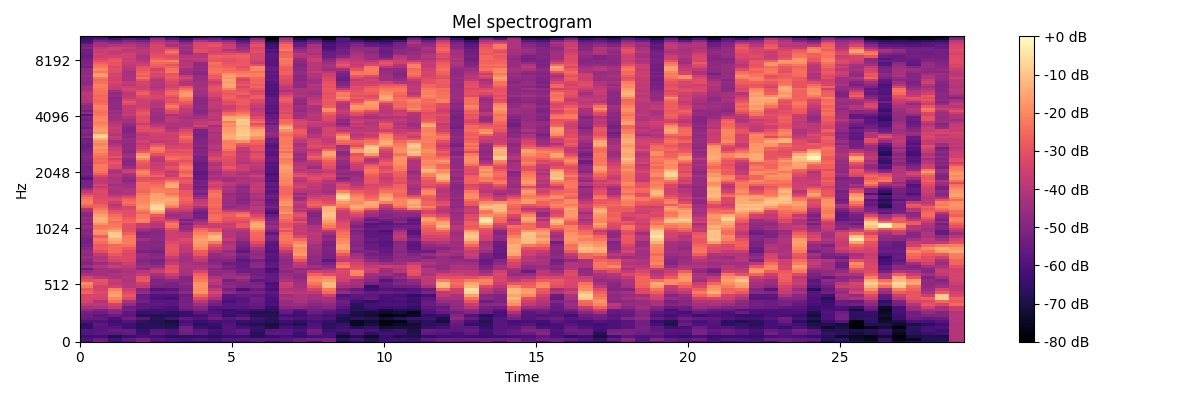 Mel spectrogram
Hz
8192
4096
2048
1024
512
0
0 5 10 15 20 25
Time
+0 dB
-10 dB
-20 dB
-30 dB
-40 dB
-50 dB
-60 dB
-70 dB
-80 dB